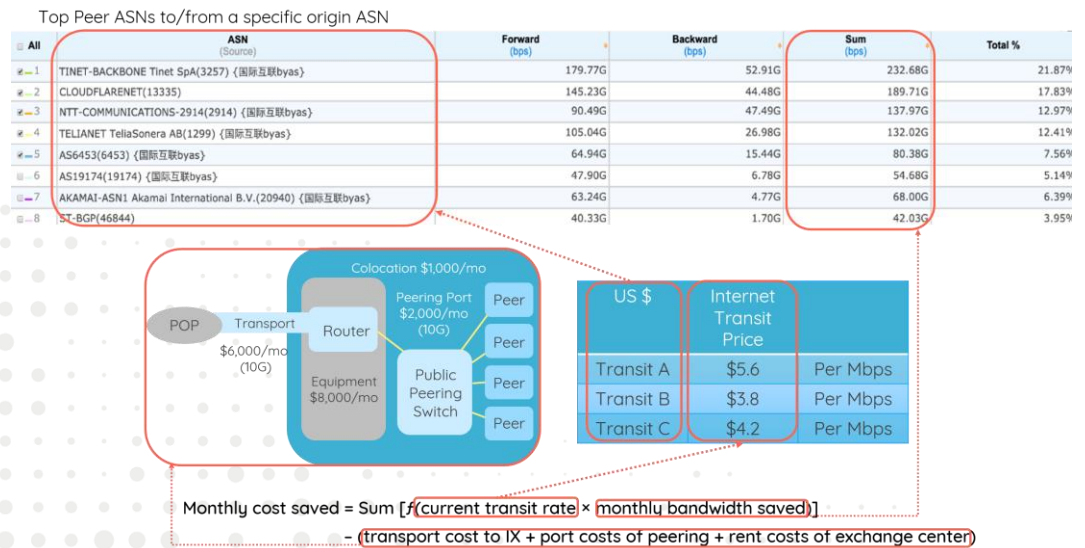 Top Peer ASNs to/from a specific origin ASN
All ASN (Source) Forward (bps) Backward (bps) Sum (bps) Total %
1 TINET-BACKBONE Tinet SpA(3257) {国际互联byas} 179.77G 52.91G 232.68G 21.87%
2 CLOUDFLARENET(13335) 145.23G 44.48G 189.71G 17.83%
3 NTT-COMMUNICATIONS-2914(2914) {国际互联byas} 90.49G 47.49G 137.97G 12.97%
4 TELIANET TeliaSonera AB(1299) {国际互联byas} 105.04G 26.98G 132.02G 12.41%
5 AS6453(6453) {国际互联byas} 64.94G 15.44G 80.38G 7.56%
6 AS19174(19174) {国际互联byas} 47.90G 6.78G 54.68G 5.14%
7 AKAMAI-ASN1 Akamai International B.V.(20940) {国际互联byas} 63.24G 4.77G 68.00G 6.39%
8 ST-BGP(46844) 40.33G 1.70G 42.03G 3.95%
Colocation $1,000/mo
POP
Transport
$6,000/mo
(10G)
Router
Equipment
$8,000/mo
Peering Port
$2,000/mo
(10G)
Public
Peering
Switch
Peer
Peer
Peer
Peer
US $ Internet
Transit
Price
Transit A $5.6 Per Mbps
Transit B $3.8 Per Mbps
Transit C $4.2 Per Mbps
Monthly cost saved = Sum [f(current transit rate × monthly bandwidth saved)]
– (transport cost to IX + port costs of peering + rent costs of exchange center)